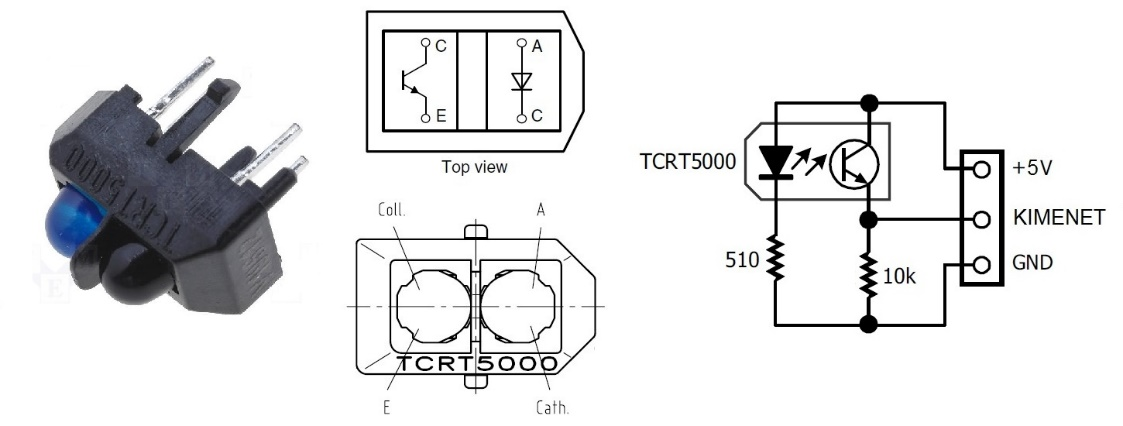 TCRT5000
E
C
E
A
C
Top view
Coll.
A
TCRT5000
E
Cath.
TCRT5000
510
10k
+5V
KIMENET
GND